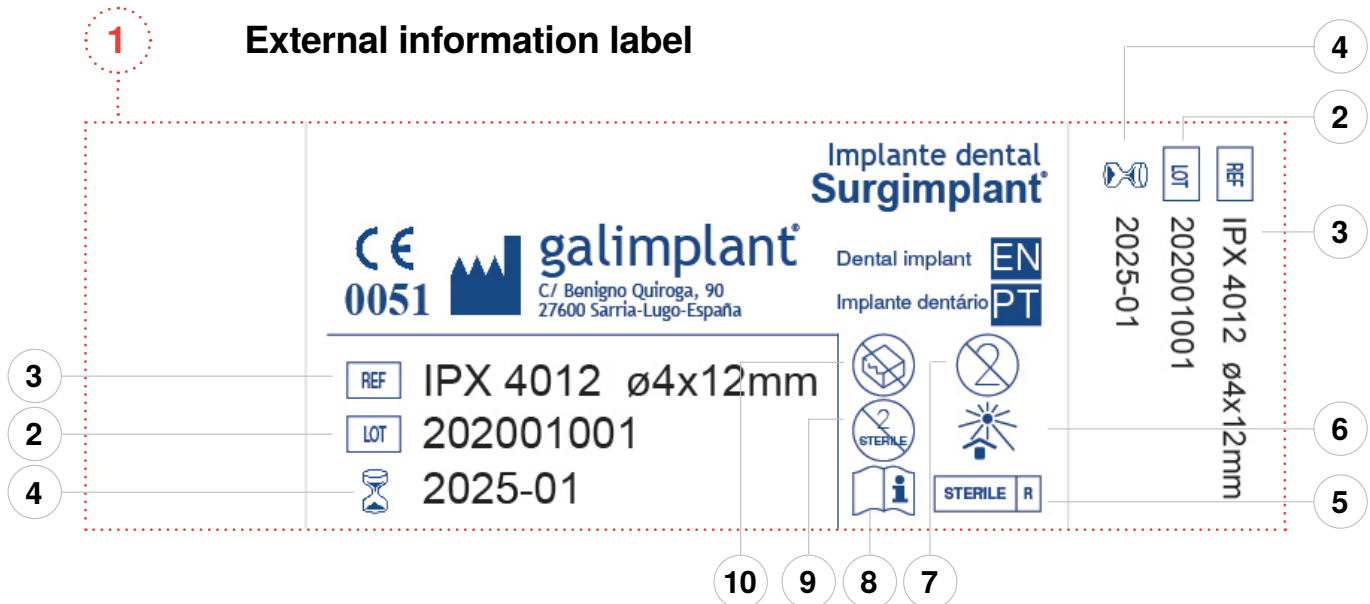 1 External information label
4
2
3
Implante dental
Surgimplant®
CE
0051
galimplant®
C/ Benigno Quiroga, 90
27600 Sarria-Lugo-España
Dental implant EN
Implante dentário PT
3 REF IPX 4012 ø4x12mm
2 LOT 202001001
4 2025-01
2
2
STERILE
i
STERILE R
6
5
10 9 8 7
REF IPX 4012 ø4x12mm
LOT 202001001
2025-01